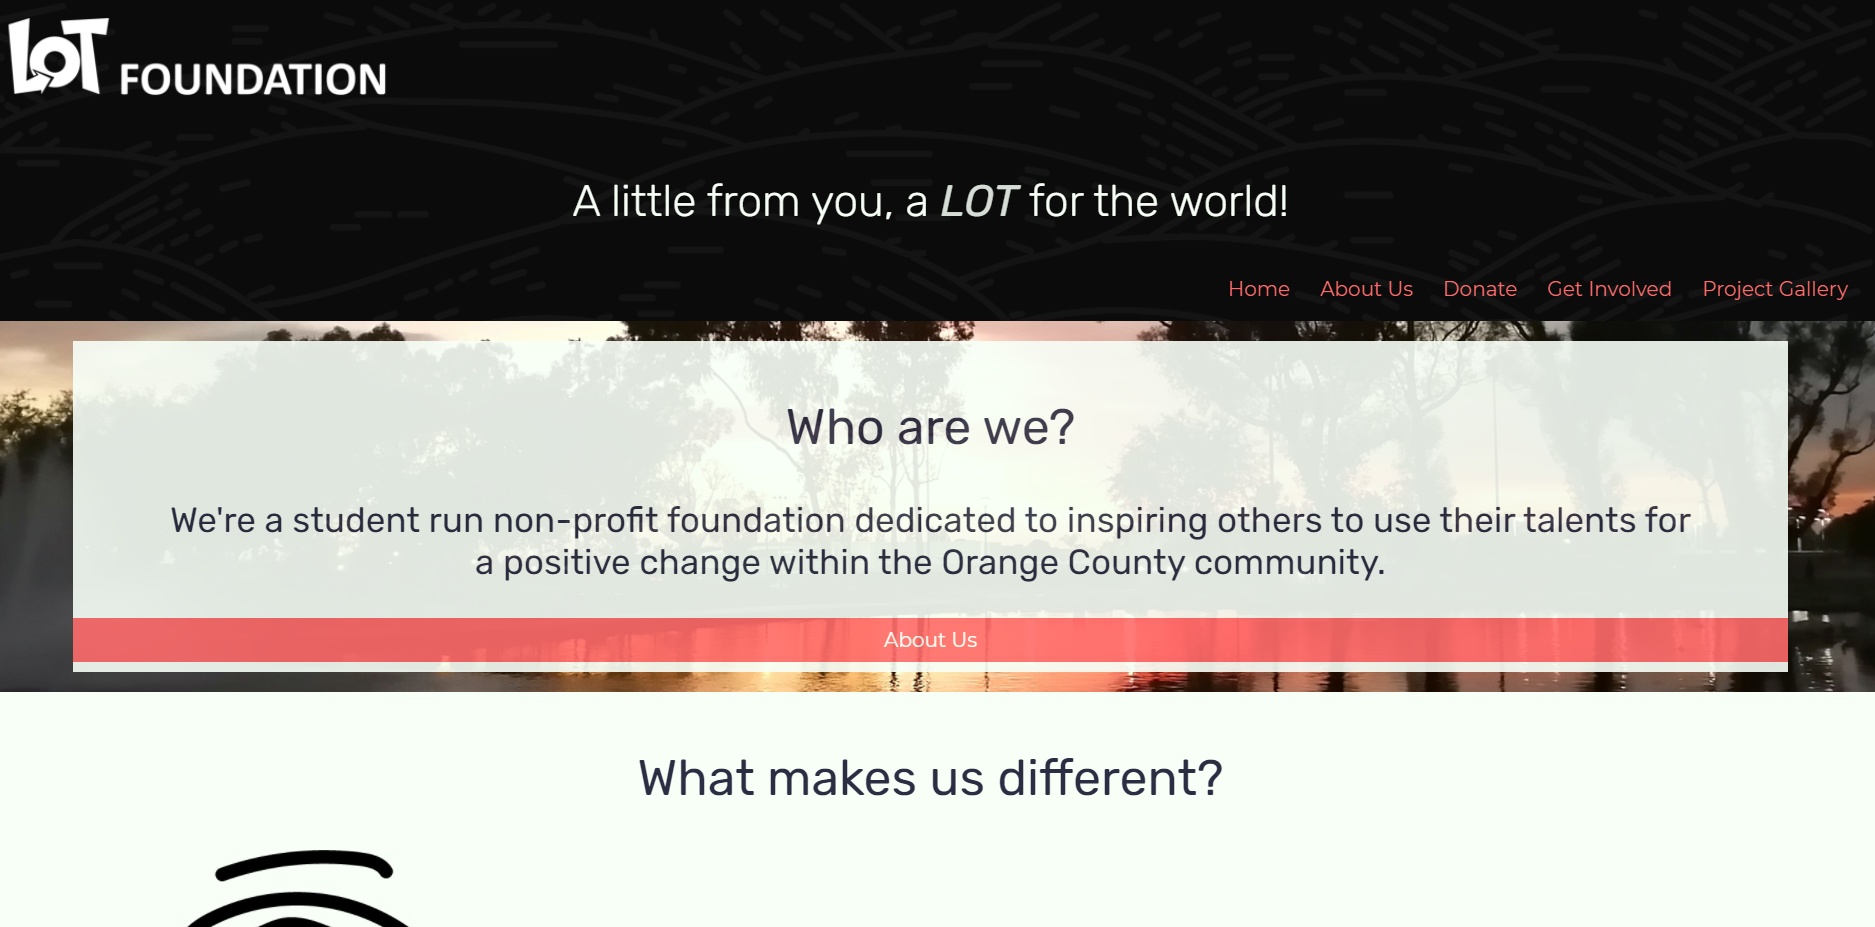 LOT FOUNDATION
A little from you, a LOT for the world!
Home About Us Donate Get Involved Project Gallery
Who are we?
We're a student run non-profit foundation dedicated to inspiring others to use their talents for
a positive change within the Orange County community.
About Us
What makes us different?